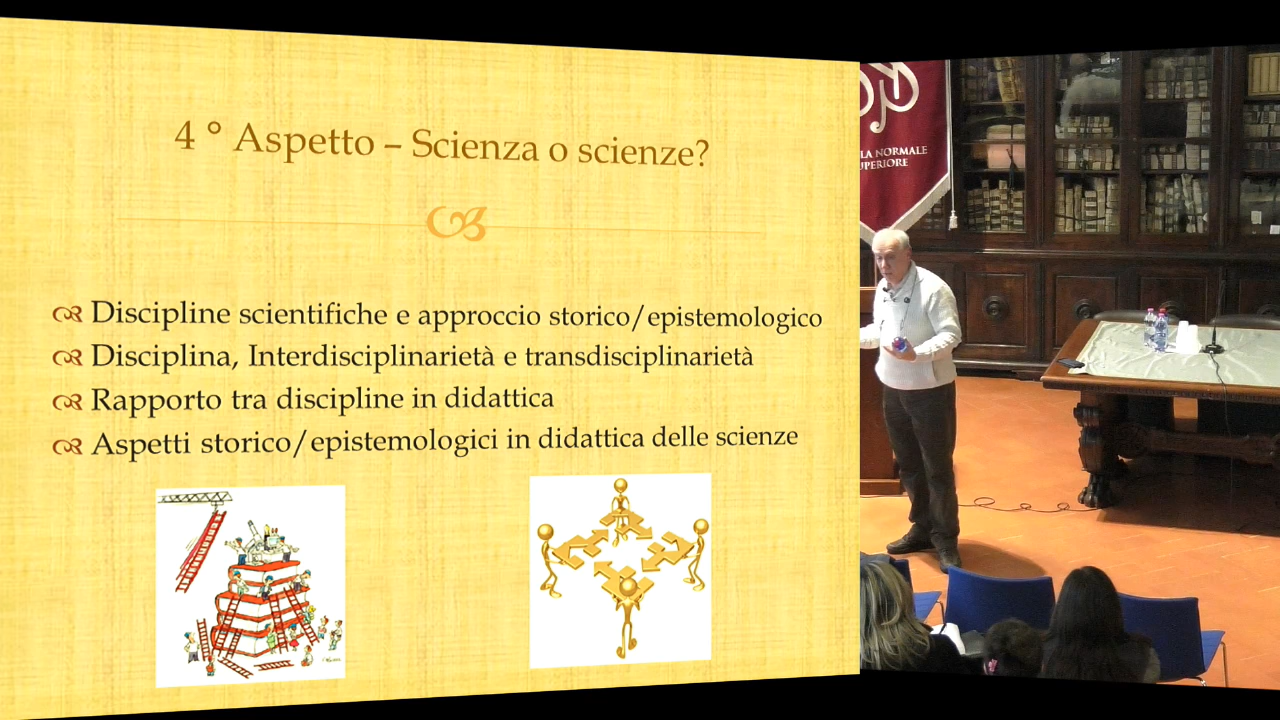 4 ° Aspetto – Scienza o scienze?
Discipline scientifiche e approccio storico/epistemologico
Disciplina, Interdisciplinarietà e transdisciplinarietà
Rapporto tra discipline in didattica
Aspetti storico/epistemologici in didattica delle scienze
LA NORMALE
PERIORE